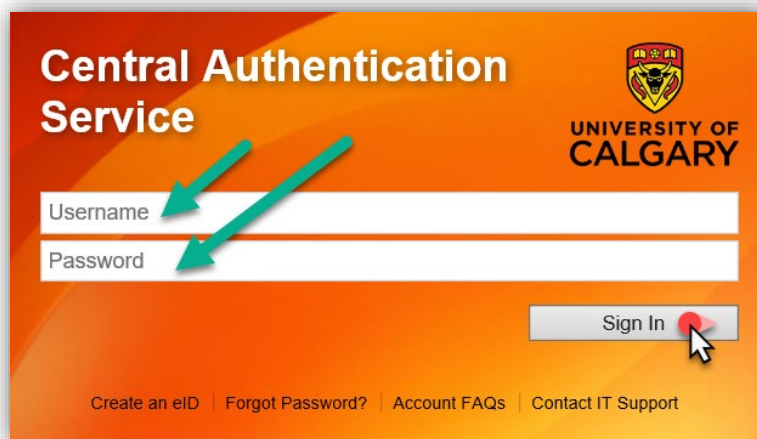 Central Authentication
Service
UNIVERSITY OF
CALGARY
Username
Password
Sign In
Create an eID | Forgot Password? | Account FAQs | Contact IT Support